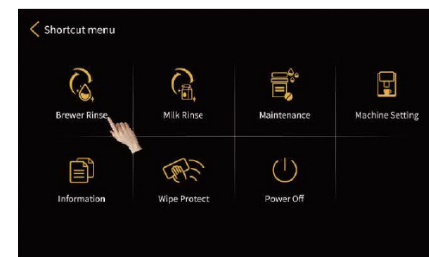 Shortcut menu
Brewer Rinse
Milk Rinse
Maintenance
Machine Setting
Information
Wipe Protect
Power Off